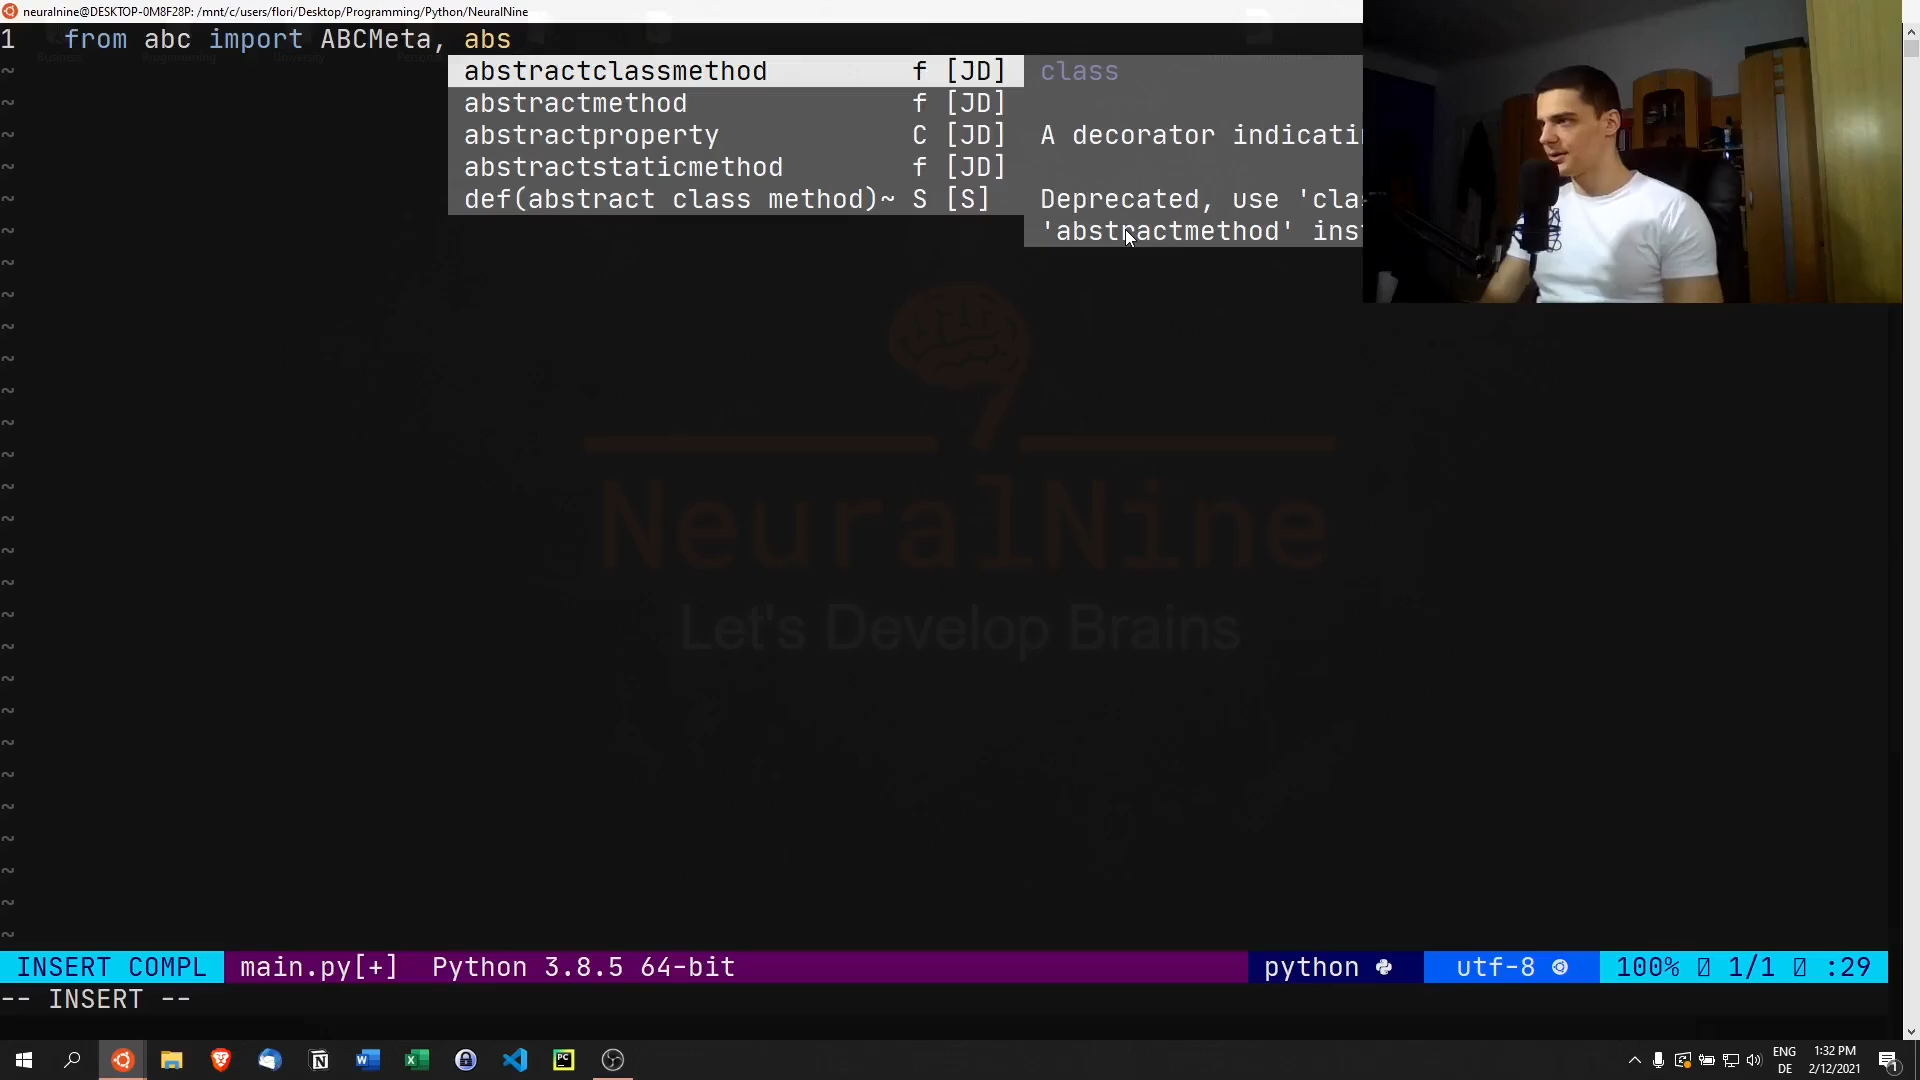 neuralnine@DESKTOP-0M8F28P: /mnt/c/users/flori/Desktop/Programming/Python/NeuralNine
1 from abc import ABCMeta, abs
abstractclassmethod f [JD] class
abstractmethod f [JD]
abstractproperty C [JD] A decorator indicatin
abstractstaticmethod f [JD]
def(abstract class method)~ S [S] Deprecated, use 'clas
'abstractmethod' inst
NeuralNine
Let's Develop Brains
INSERT COMPL main.py[+] Python 3.8.5 64-bit python utf-8 100% 1/1 :29
-- INSERT --
ENG
DE
1:32 PM
2/12/2021